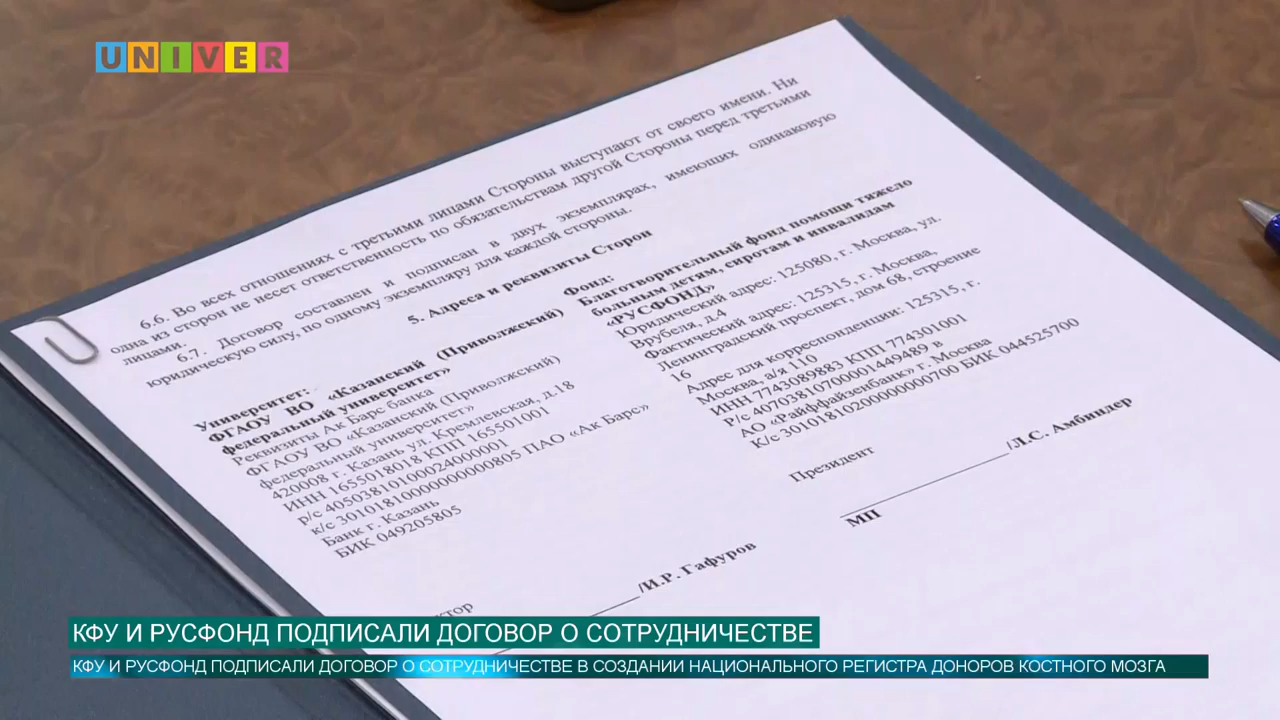 UNIVER
6.6. Во всех отношениях с третьими лицами Стороны выступают от своего имени. Ни
одна из сторон не несет ответственность по обязательствам другой Стороны перед третьими
лицами.
6.7. Договор составлен и подписан в двух экземплярах, имеющих одинаковую
юридическую силу, по одному экземпляру для каждой стороны.
5. Адреса и реквизиты Сторон
Университет:
ФГАОУ ВО «Казанский (Приволжский)
федеральный университет»
Реквизиты Ак Барс банка
ФГАОУ ВО «Казанский (Приволжский)
федеральный университет»
420008 г. Казань ул. Кремлевская, д.18
ИНН 1655018018 КПП 165501001
р/с 40503810100024000001
к/с 30101810000000000805 ПАО «Ак Барс»
Банк г. Казань
БИК 049205805
/И.Р. Гафуров
Фонд:
Благотворительный фонд помощи тяжело
больным детям, сиротам и инвалидам
«РУСФОНД»
Юридический адрес: 125080, г. Москва, ул.
Врубеля, д.4
Фактический адрес: 125315, г. Москва,
Ленинградский проспект, дом 68, строение
16
Адрес для корреспонденции: 125315, г.
Москва, а/я 110
ИНН 7743089883 КПП 774301001
Р/с 40703810700001449489 в
АО «Райффайзенбанк» г. Москва
К/с 30101810200000000700 БИК 044525700
Президент
/Л.С. Амбиндер
МП
КФУ И РУСФОНД ПОДПИСАЛИ ДОГОВОР О СОТРУДНИЧЕСТВЕ
КФУ И РУСФОНД ПОДПИСАЛИ ДОГОВОР О СОТРУДНИЧЕСТВЕ В СОЗДАНИИ НАЦИОНАЛЬНОГО РЕГИСТРА ДОНОРОВ КОСТНОГО МОЗГА